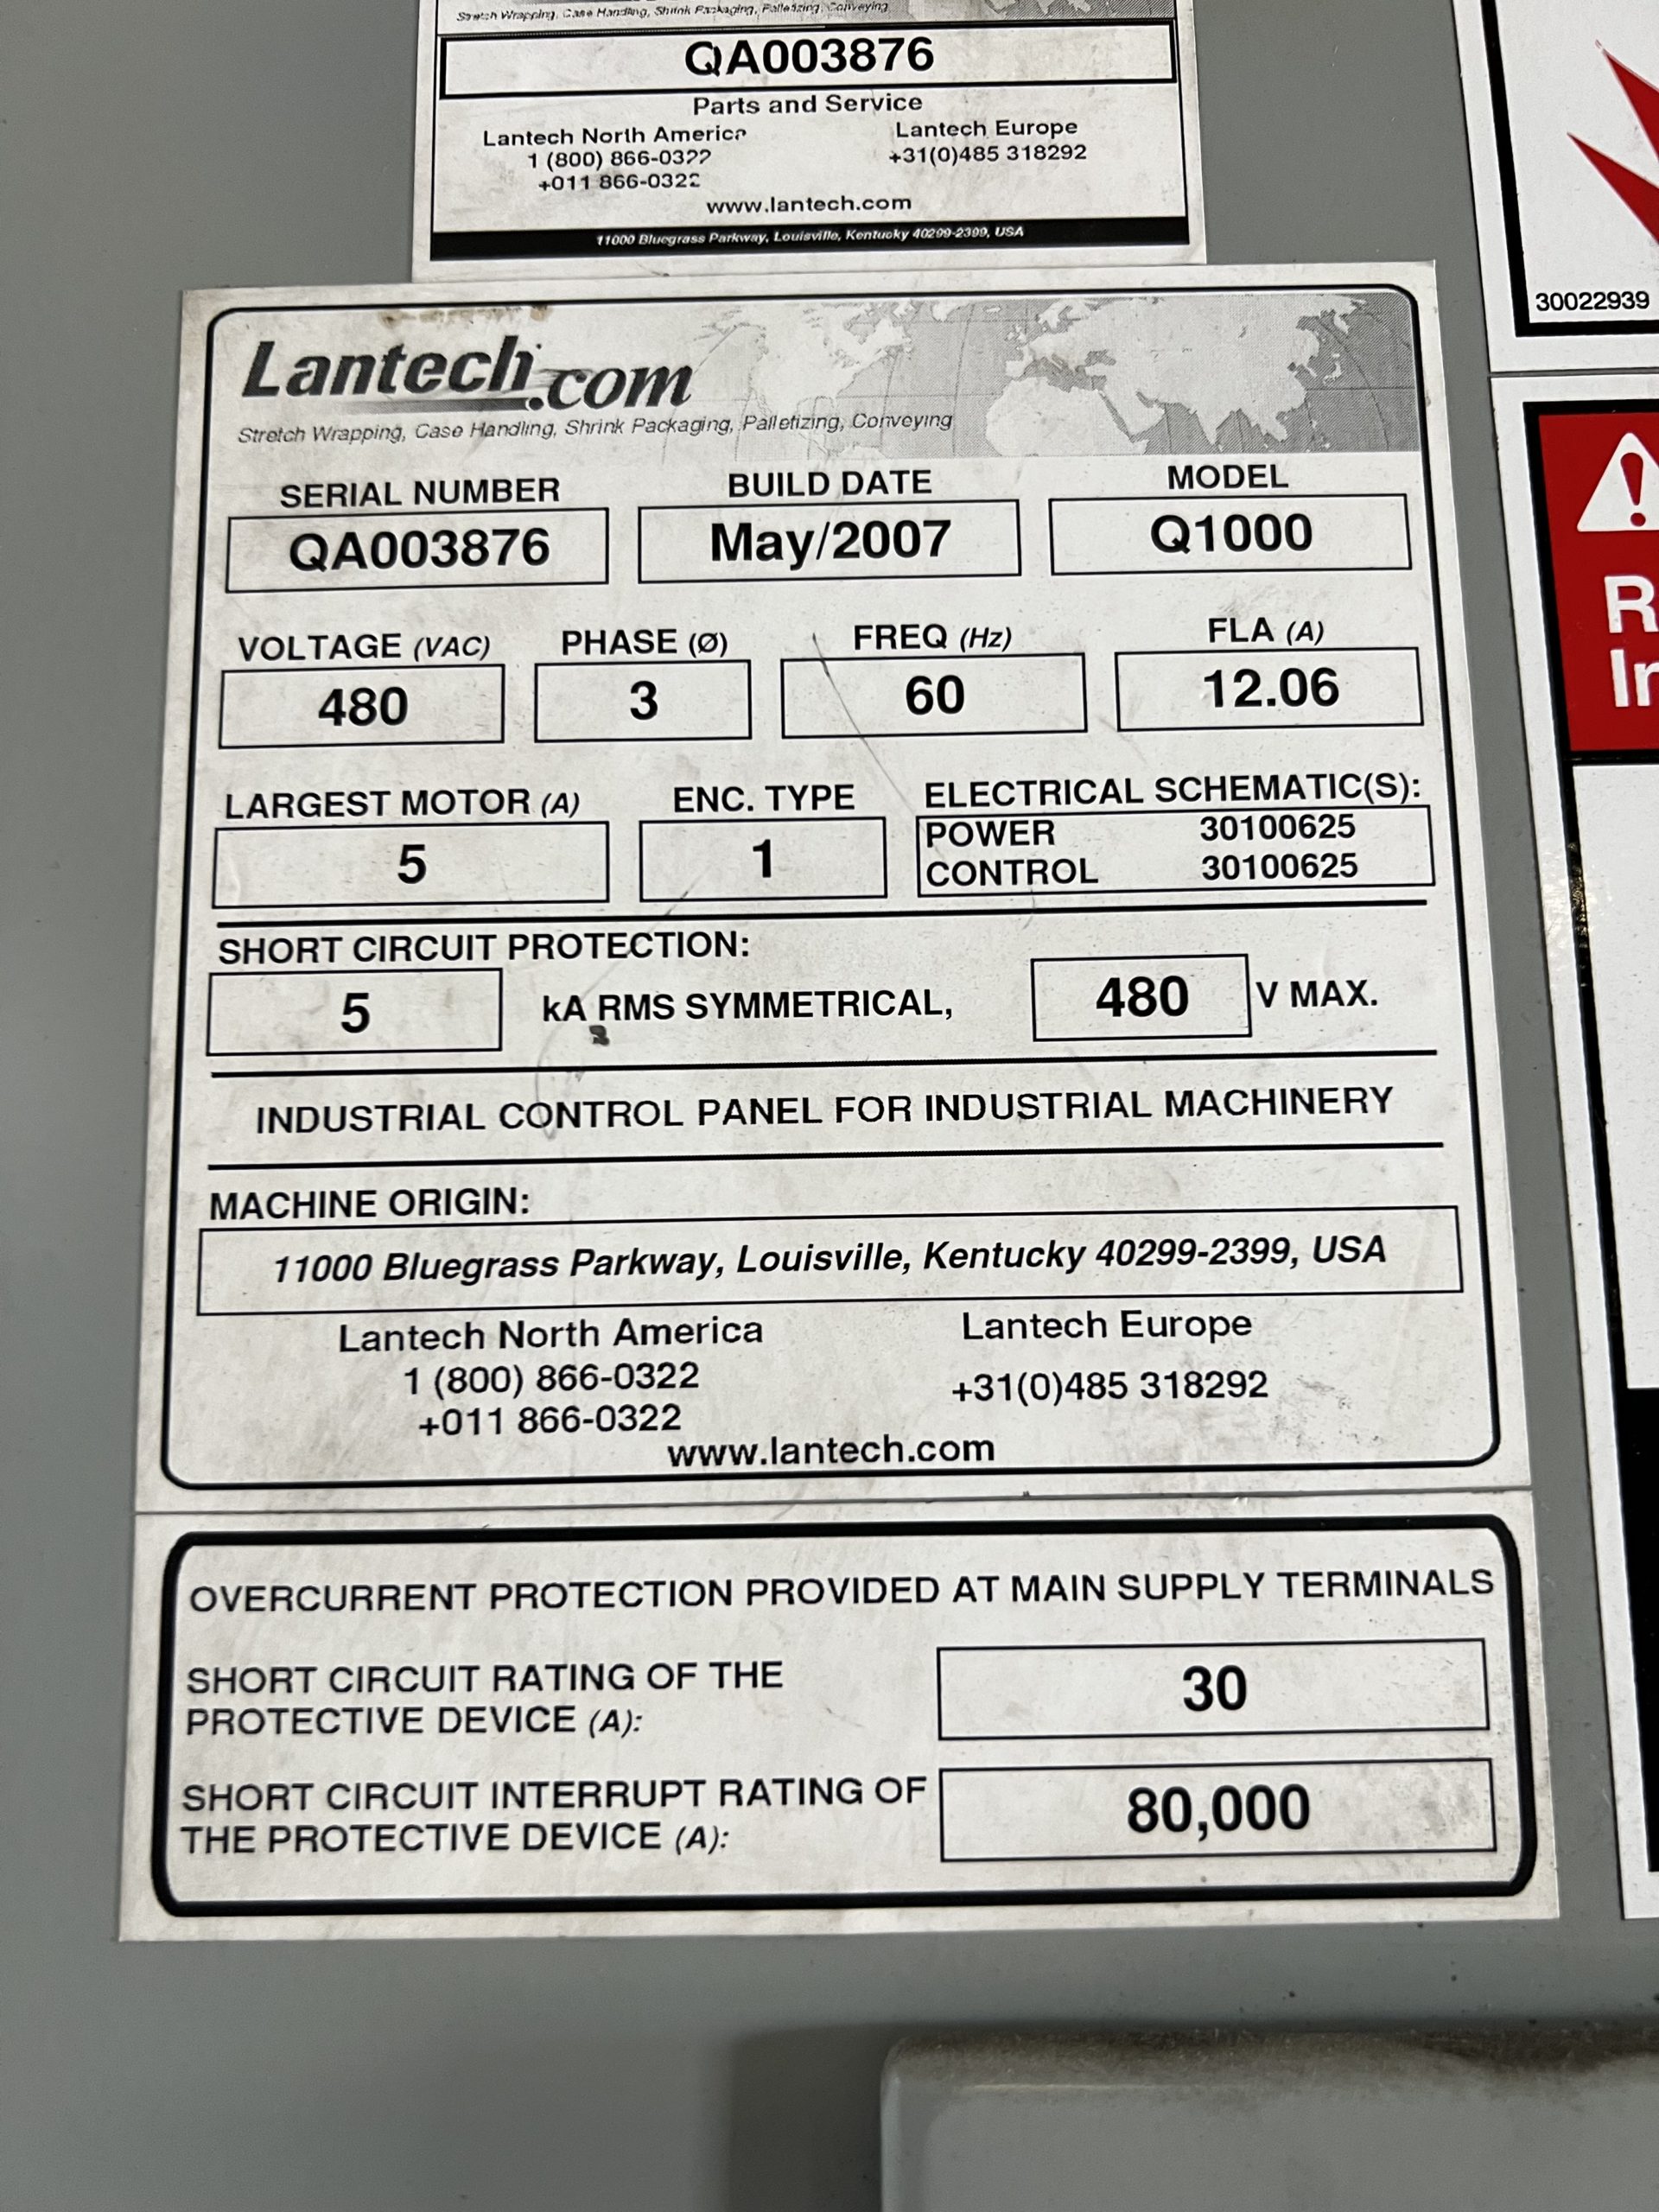 Stretch Wrapping, Case Handling, Shrink Packaging, Palletizing, Conveying
QA003876
Parts and Service
Lantech North America
1 (800) 866-0322
+011 866-0322
Lantech Europe
+31(0)485 318292
www.lantech.com
11000 Bluegrass Parkway, Louisville, Kentucky 40299-2399, USA
30022939
Lantech.com
Stretch Wrapping, Case Handling, Shrink Packaging, Palletizing, Conveying
SERIAL NUMBER BUILD DATE MODEL
QA003876 May/2007 Q1000
VOLTAGE (VAC) PHASE (Ø) FREQ (Hz) FLA (A)
480 3 60 12.06
LARGEST MOTOR (A) ENC. TYPE ELECTRICAL SCHEMATIC(S):
5 1
POWER 30100625
CONTROL 30100625
SHORT CIRCUIT PROTECTION:
5 kA RMS SYMMETRICAL, 480 V MAX.
INDUSTRIAL CONTROL PANEL FOR INDUSTRIAL MACHINERY
MACHINE ORIGIN:
11000 Bluegrass Parkway, Louisville, Kentucky 40299-2399, USA
Lantech North America
1 (800) 866-0322
+011 866-0322
Lantech Europe
+31(0)485 318292
www.lantech.com
OVERCURRENT PROTECTION PROVIDED AT MAIN SUPPLY TERMINALS
SHORT CIRCUIT RATING OF THE
PROTECTIVE DEVICE (A):
30
SHORT CIRCUIT INTERRUPT RATING OF
THE PROTECTIVE DEVICE (A):
80,000